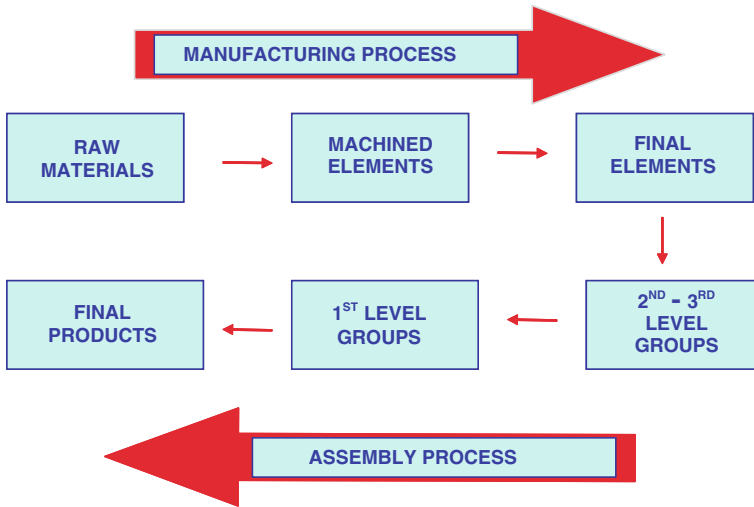 MANUFACTURING PROCESS
RAW
MATERIALS
MACHINED
ELEMENTS
FINAL
ELEMENTS
FINAL
PRODUCTS
1ST LEVEL
GROUPS
2ND - 3RD
LEVEL
GROUPS
ASSEMBLY PROCESS